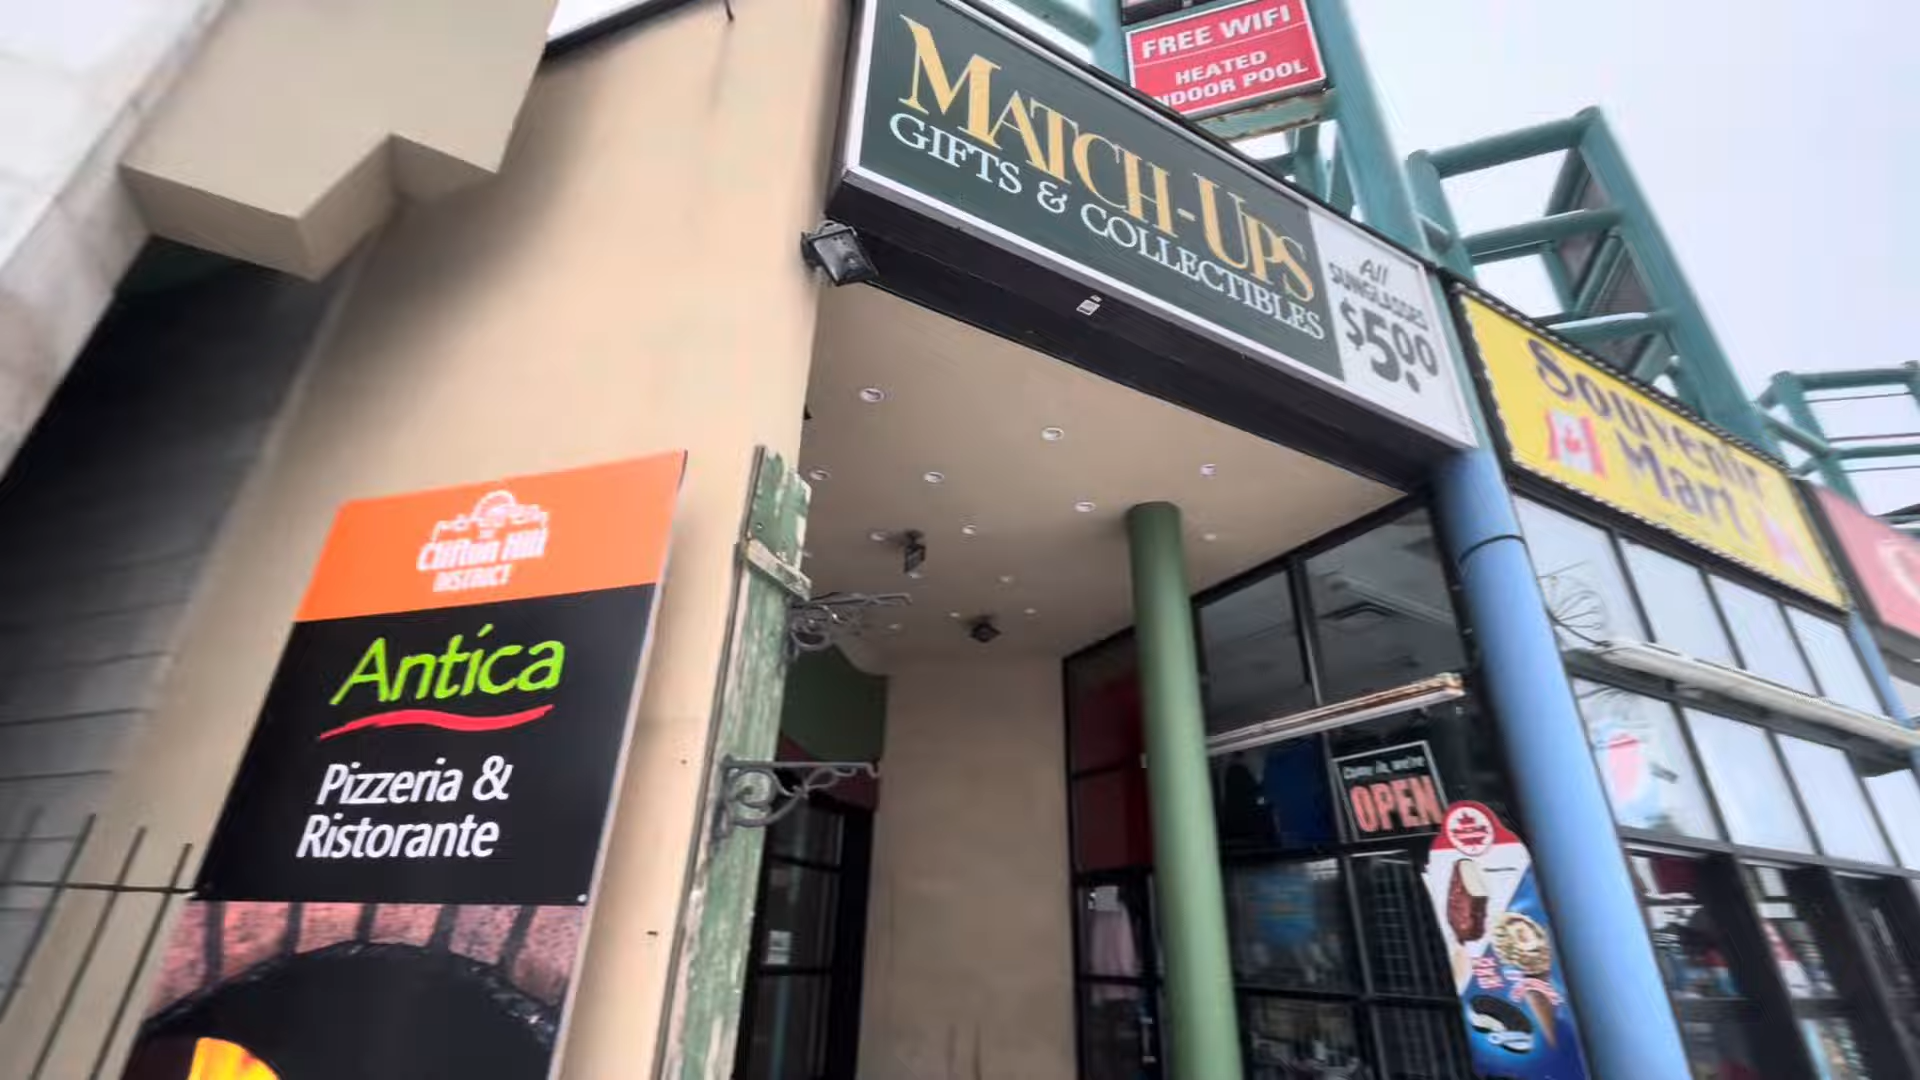 FREE WIFI
HEATED
INDOOR POOL
MATCH-UPS
GIFTS & COLLECTIBLES
All
SUNGLASSES
$5.00
Souvenir
Mart
Clifton Hill
DISTRICT
Antica
Pizzeria &
Ristorante
Come in, we're
OPEN